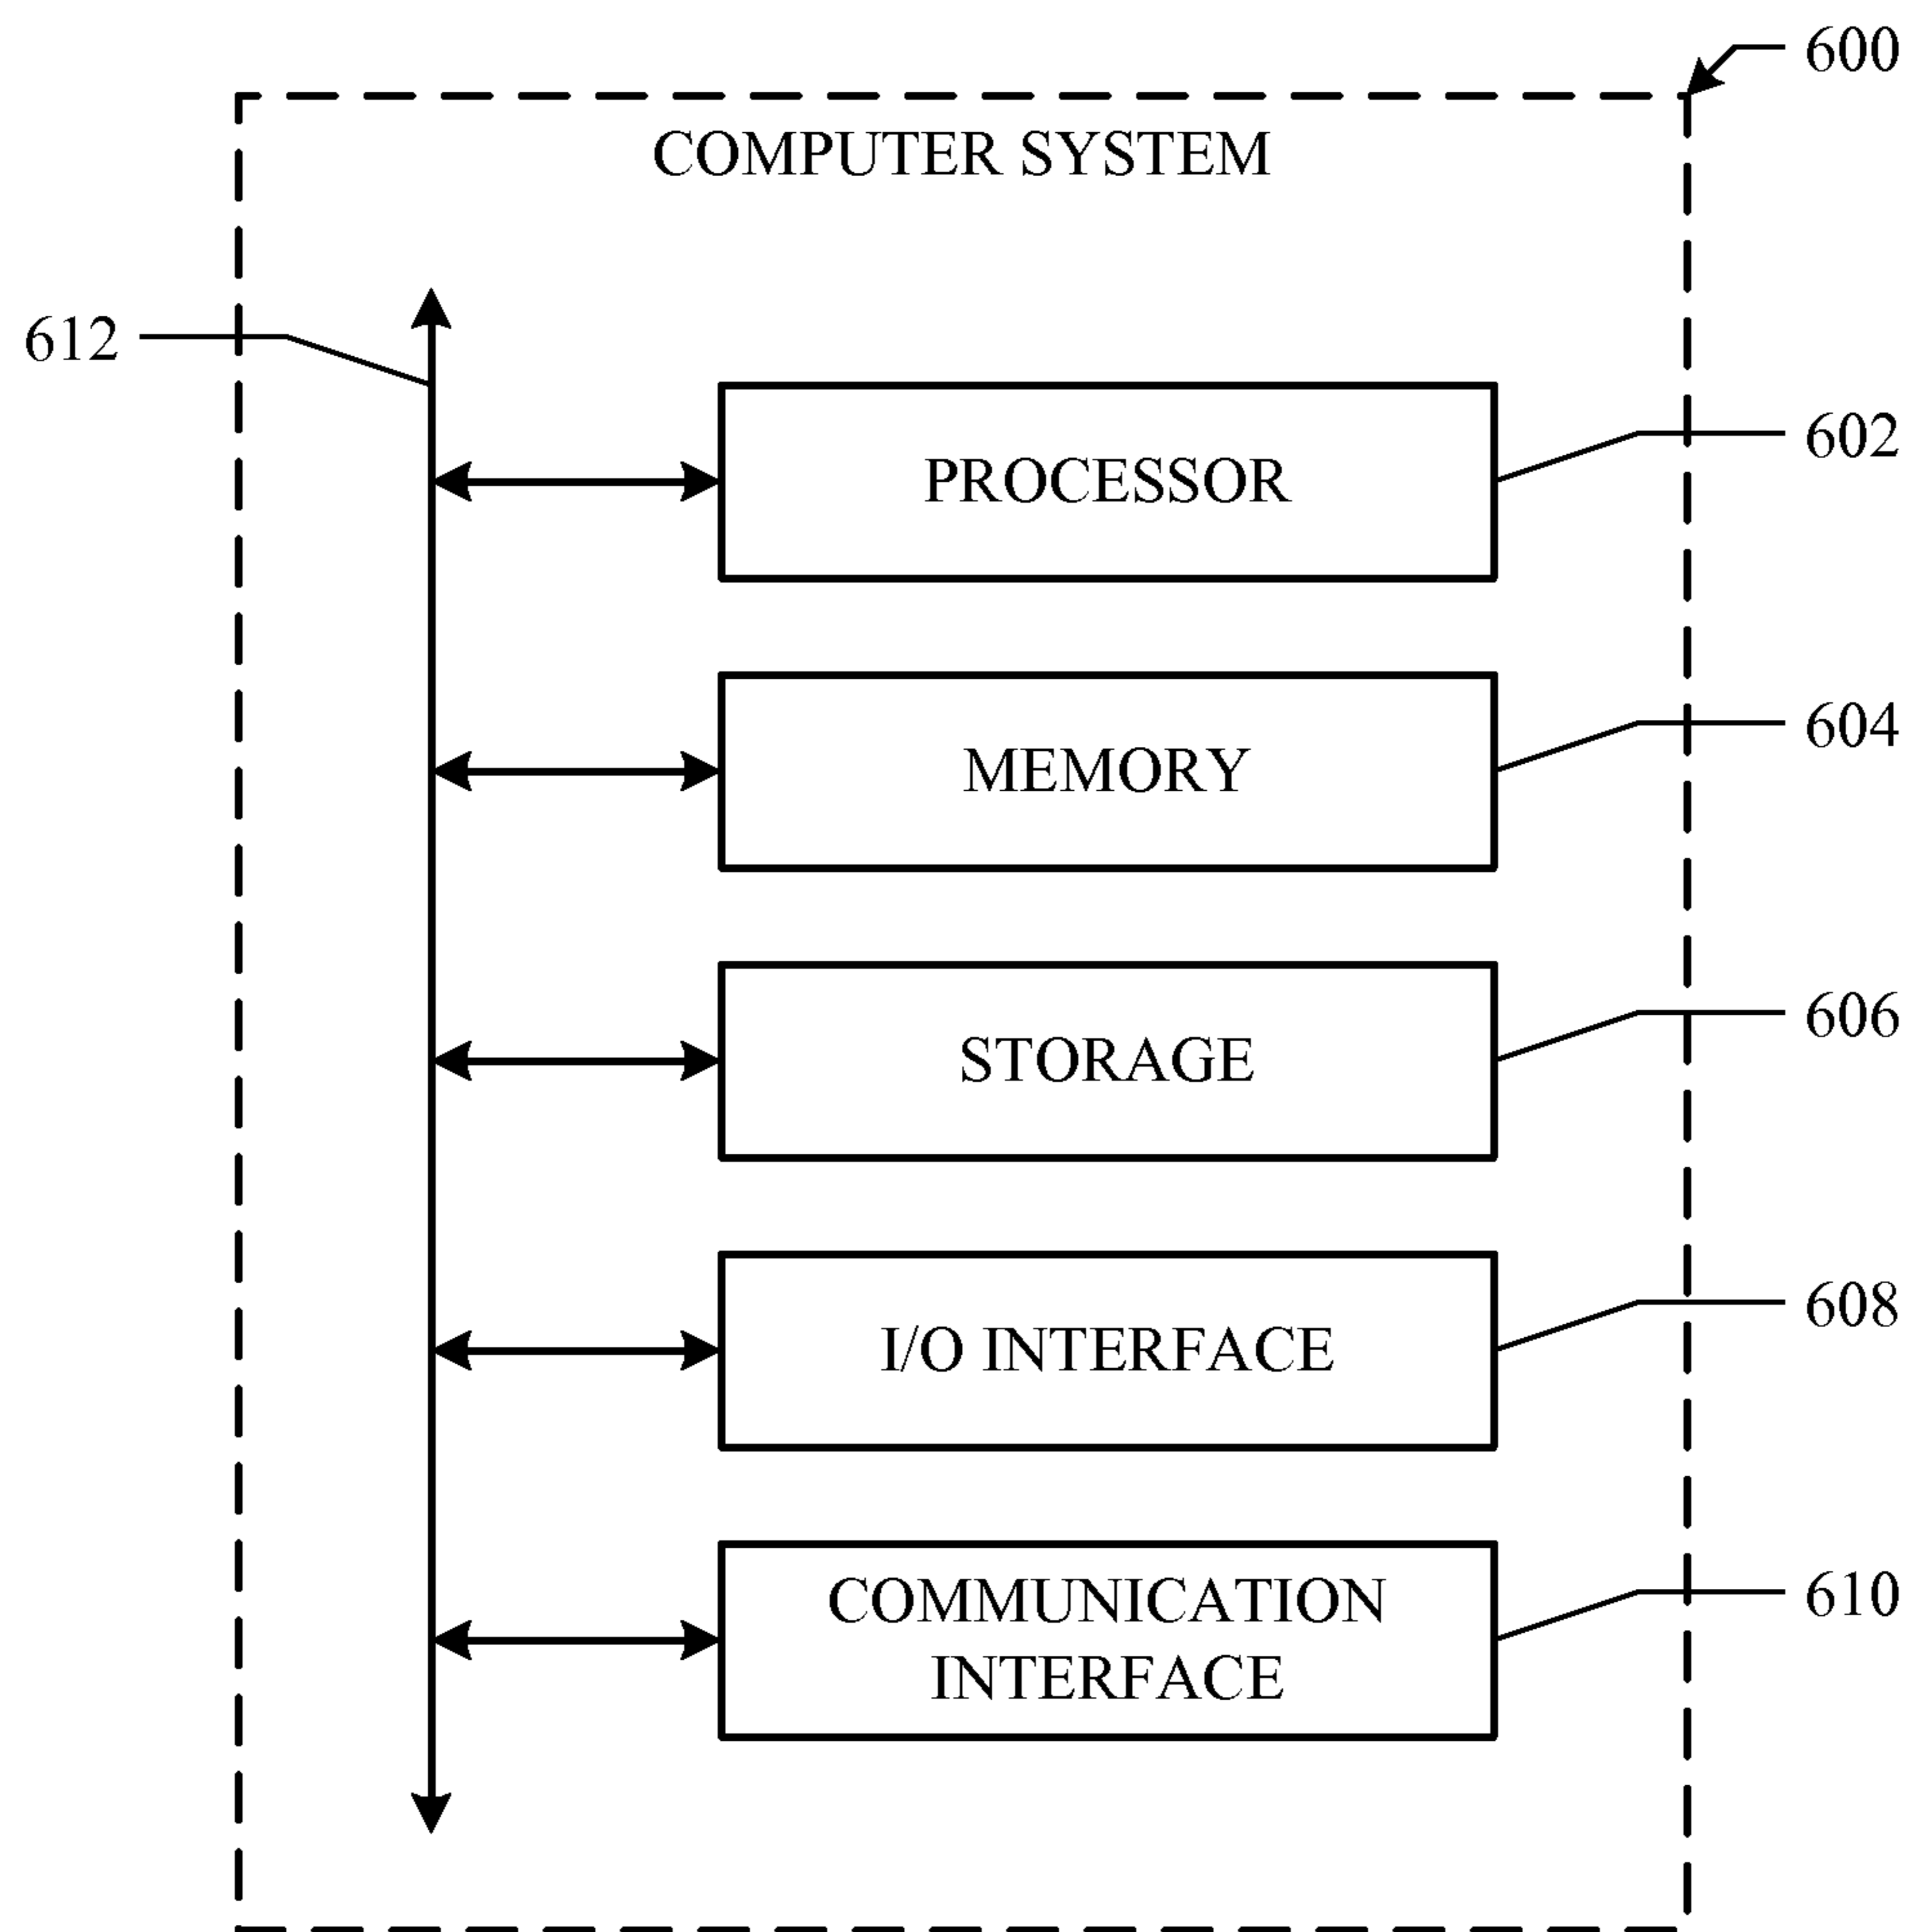 600
COMPUTER SYSTEM
612
PROCESSOR
602
MEMORY
604
STORAGE
606
I/O INTERFACE
608
COMMUNICATION
INTERFACE
610